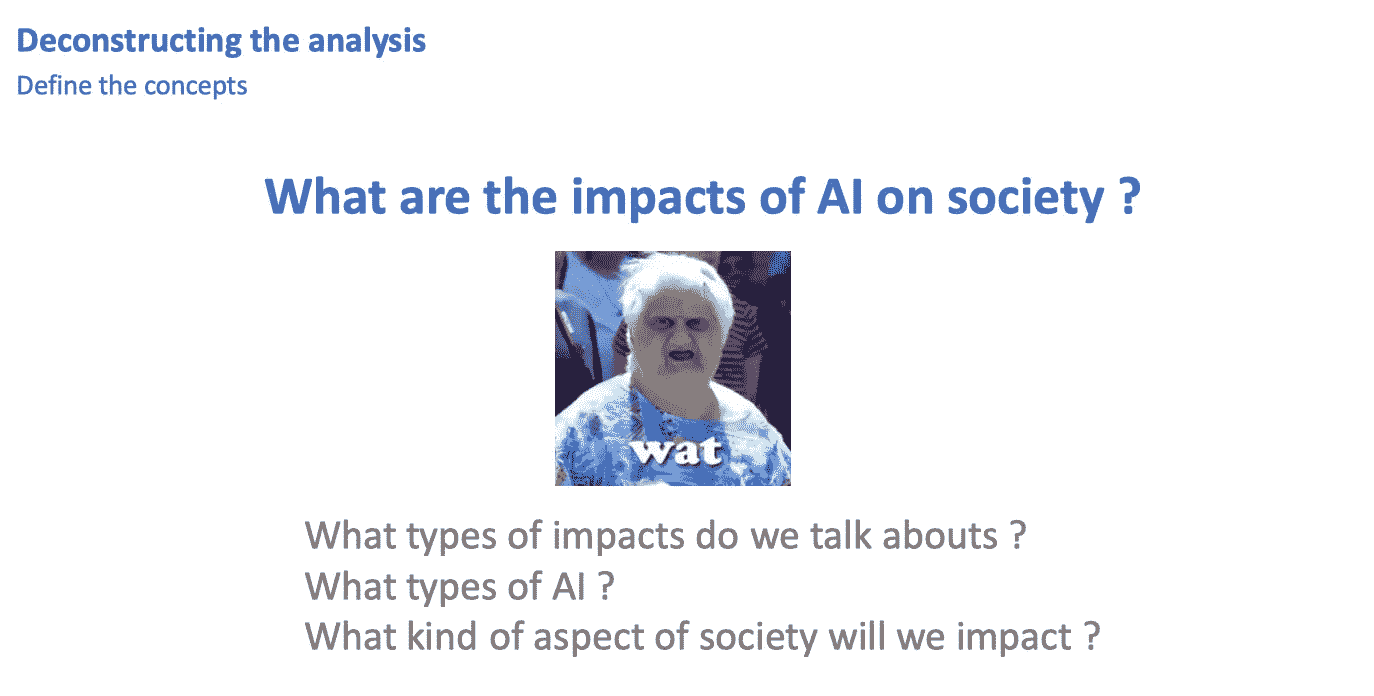 Deconstructing the analysis
Define the concepts
What are the impacts of AI on society ?
wat
What types of impacts do we talk abouts ?
What types of AI ?
What kind of aspect of society will we impact ?